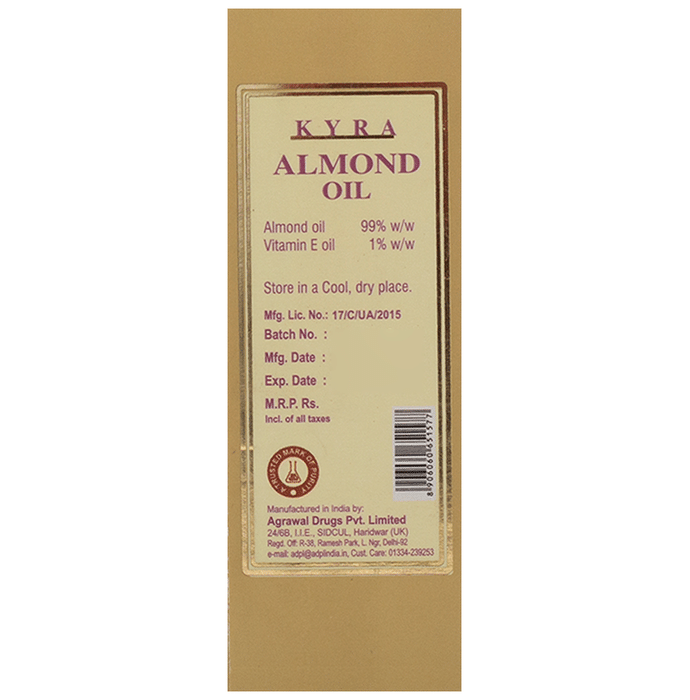 KYRA
ALMOND
OIL
Almond oil 99% w/w
Vitamin E oil 1% w/w
Store in a Cool, dry place.
Mfg. Lic. No.: 17/C/UA/2015
Batch No. :
Mfg. Date :
Exp. Date :
M.R.P. Rs.
Incl. of all taxes
8 906060 651577
A TRUSTED MARK OF PURITY
Manufactured in India by:
Agrawal Drugs Pvt. Limited
24/6B, I.I.E., SIDCUL, Haridwar (UK)
Regd. Off: R-38, Ramesh Park, L. Ngr, Delhi-92
e-mail: adpl@adplindia.in, Cust. Care: 01334-239253